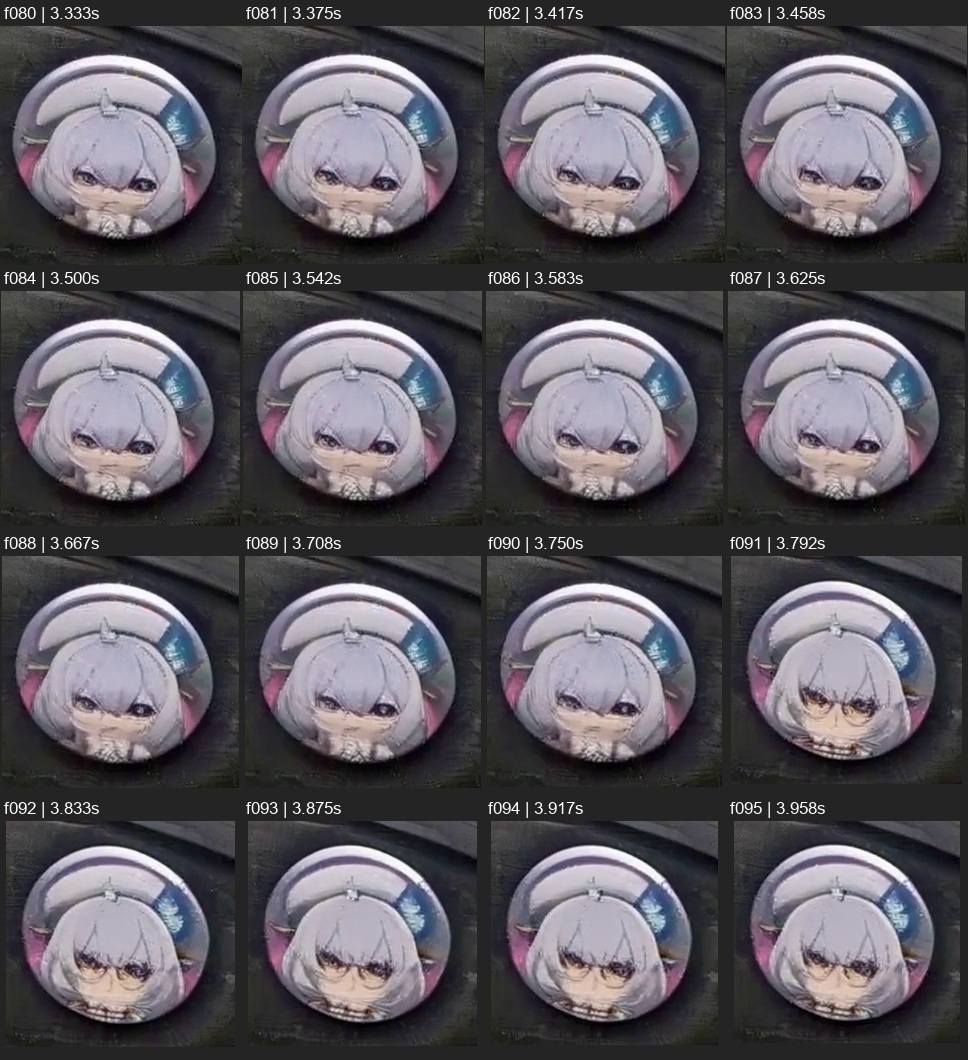 f080 | 3.333s
f081 | 3.375s
f082 | 3.417s
f083 | 3.458s
f084 | 3.500s
f085 | 3.542s
f086 | 3.583s
f087 | 3.625s
f088 | 3.667s
f089 | 3.708s
f090 | 3.750s
f091 | 3.792s
f092 | 3.833s
f093 | 3.875s
f094 | 3.917s
f095 | 3.958s